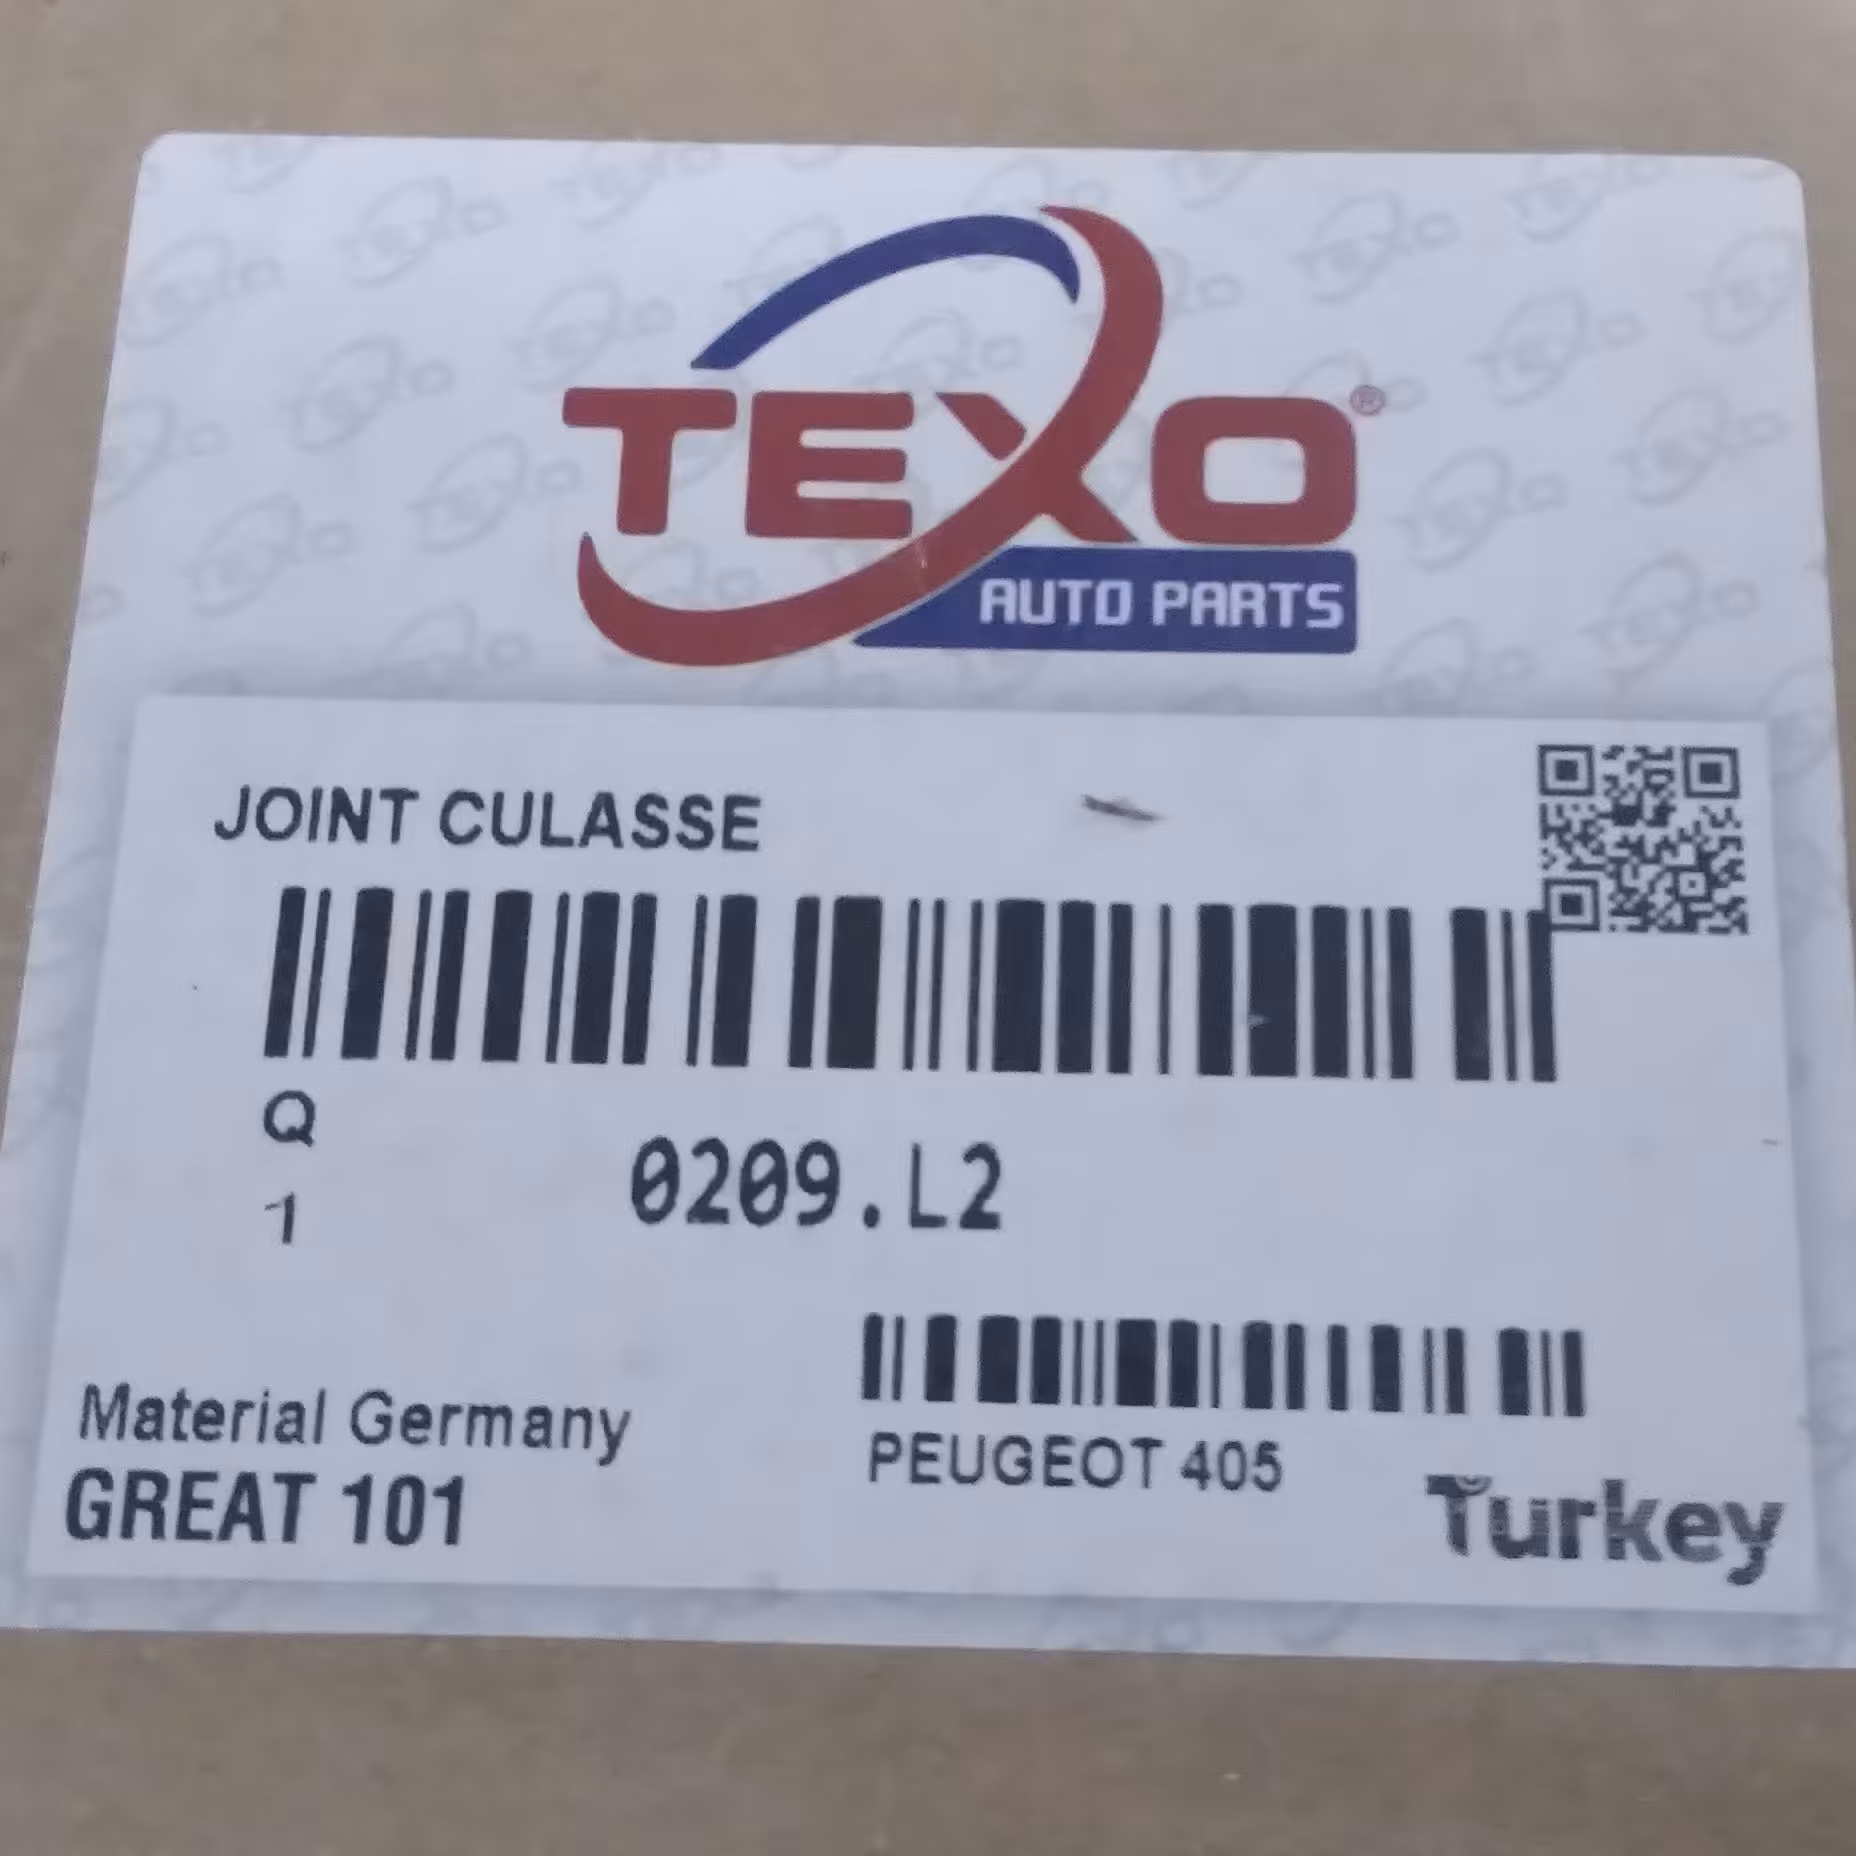 TEXO®
AUTO PARTS
JOINT CULASSE
Q
1
0209.L2
Material Germany
GREAT 101
PEUGEOT 405
Turkey